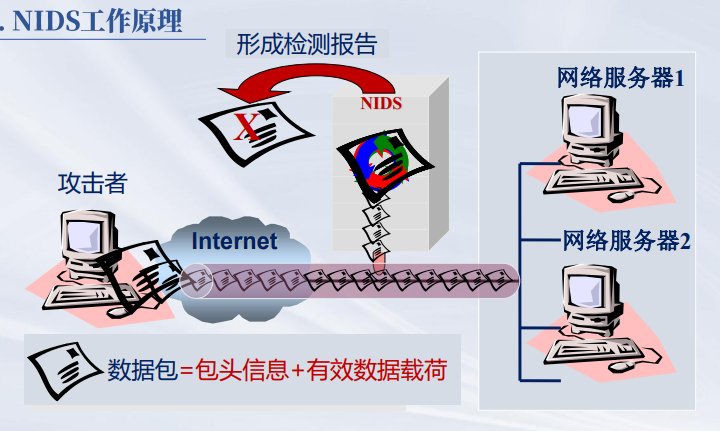 . NIDS工作原理
形成检测报告
NIDS
X
网络服务器1
攻击者
Internet
网络服务器2
数据包=包头信息+有效数据载荷